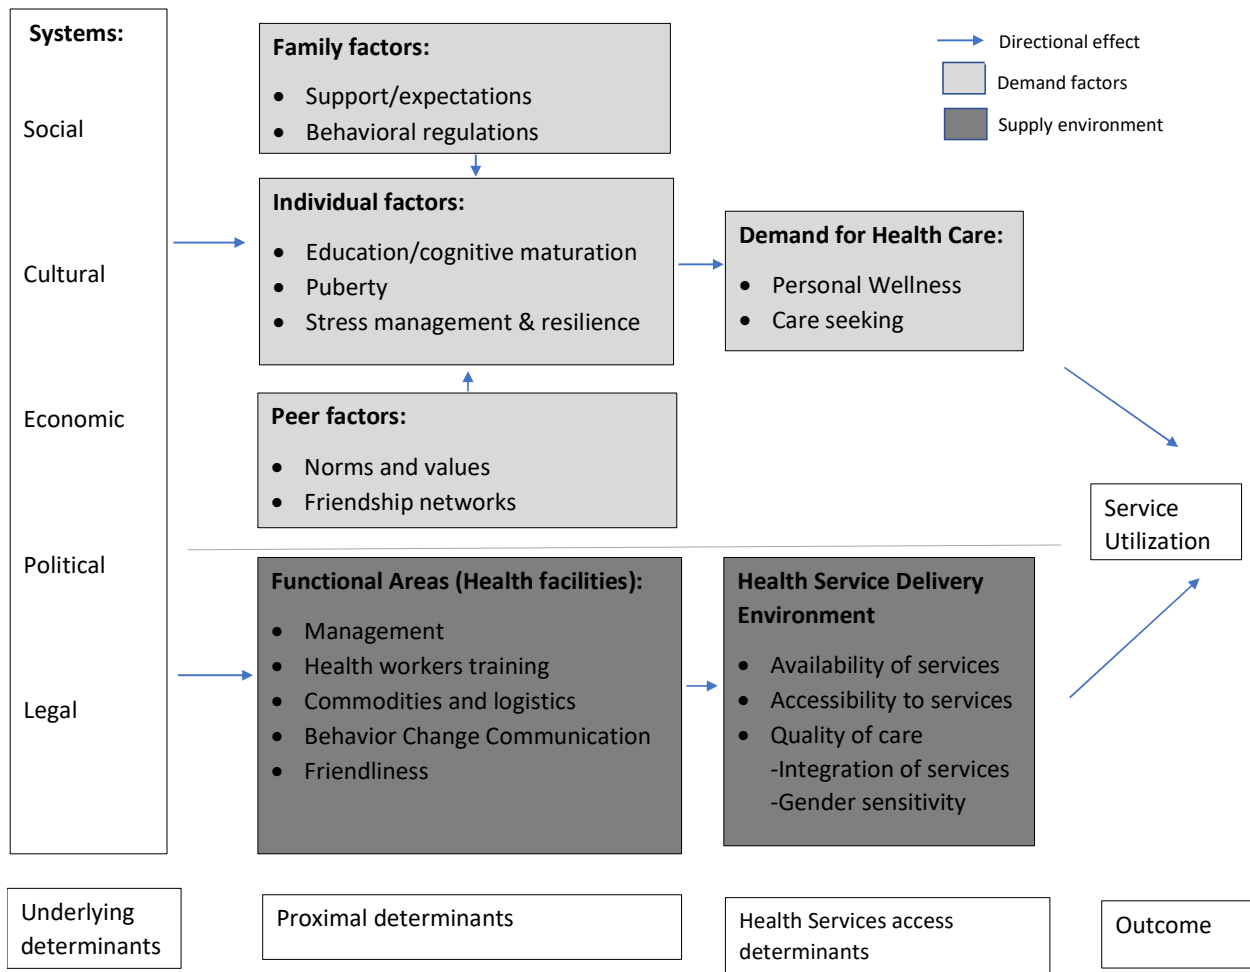 Systems:
Social
Cultural
Economic
Political
Legal
Family factors:
• Support/expectations
• Behavioral regulations
Individual factors:
• Education/cognitive maturation
• Puberty
• Stress management & resilience
Peer factors:
• Norms and values
• Friendship networks
Demand for Health Care:
• Personal Wellness
• Care seeking
Directional effect
Demand factors
Supply environment
Functional Areas (Health facilities):
• Management
• Health workers training
• Commodities and logistics
• Behavior Change Communication
• Friendliness
Health Service Delivery
Environment
• Availability of services
• Accessibility to services
• Quality of care
-Integration of services
-Gender sensitivity
Service
Utilization
Underlying
determinants
Proximal determinants
Health Services access
determinants
Outcome